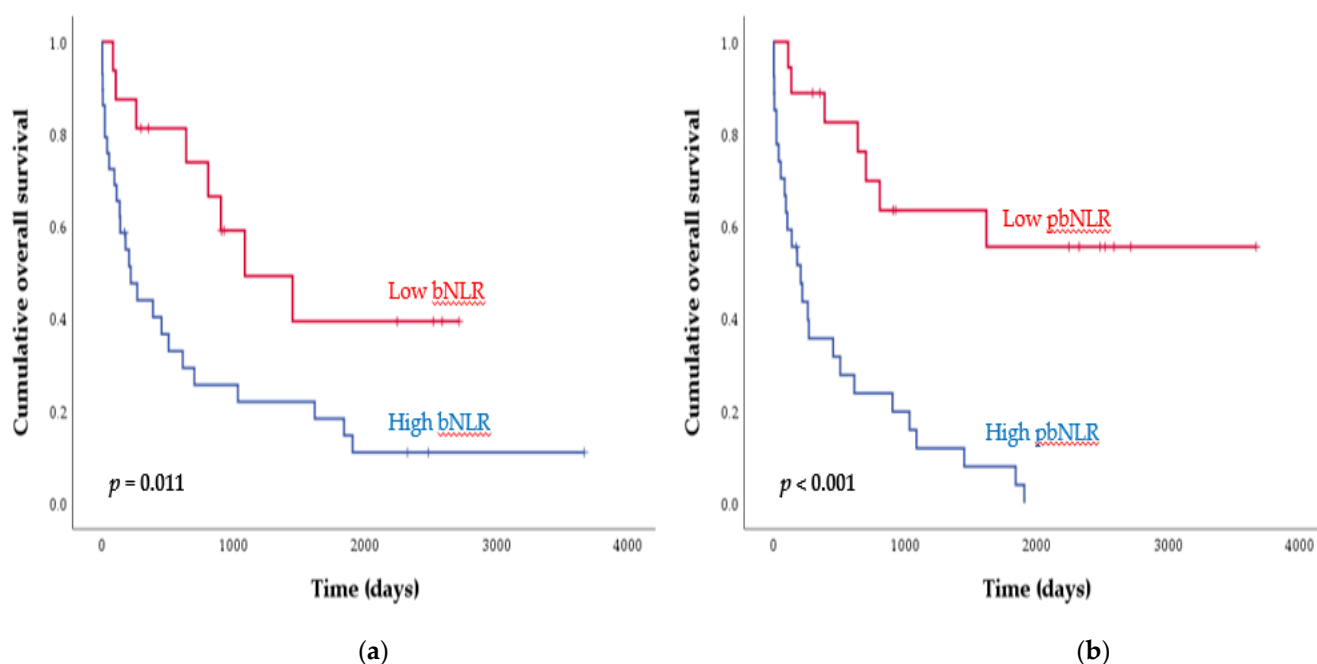 Cumulative overall survival
1.0
0.8
0.6
0.4
0.2
0.0
Low bNLR
High bNLR
p = 0.011
0 1000 2000 3000 4000
Time (days)
(a)
Cumulative overall survival
1.0
0.8
0.6
0.4
0.2
0.0
Low pbNLR
High pbNLR
p < 0.001
0 1000 2000 3000 4000
Time (days)
(b)